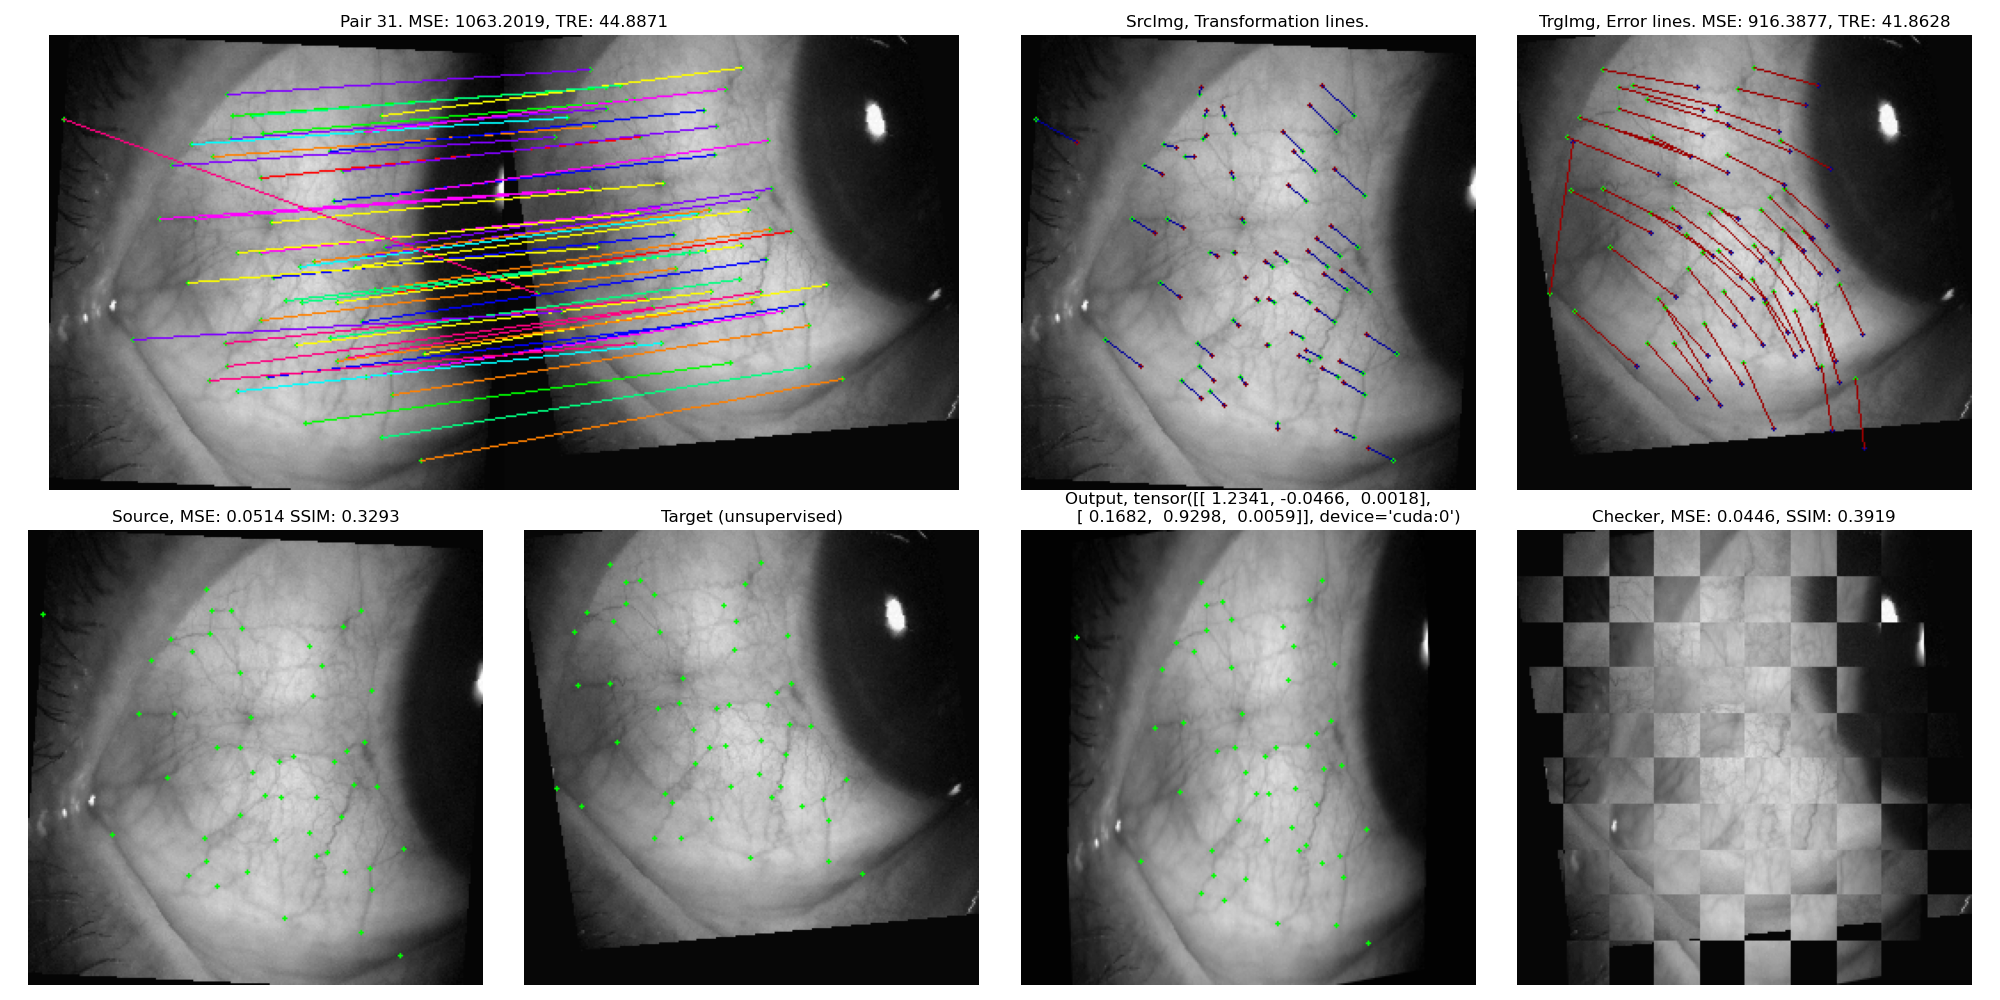 Pair 31. MSE: 1063.2019, TRE: 44.8871
SrcImg, Transformation lines.
TrgImg, Error lines. MSE: 916.3877, TRE: 41.8628
Source, MSE: 0.0514 SSIM: 0.3293
Target (unsupervised)
Output, tensor([[[ 1.2341, -0.0466,  0.0018],
[ 0.1682,  0.9298,  0.0059]], device='cuda:0')
Checker, MSE: 0.0446, SSIM: 0.3919